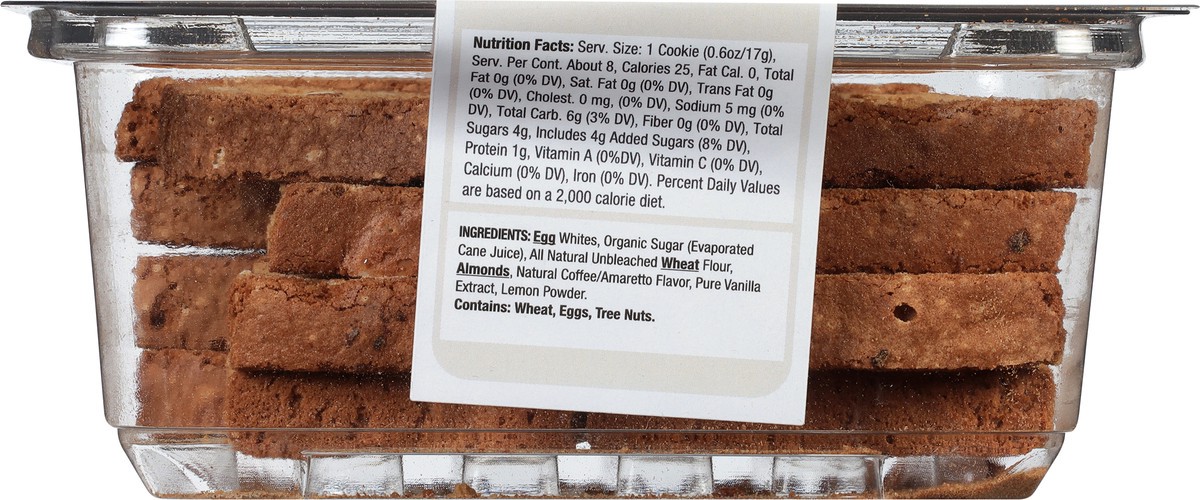 Nutrition Facts: Serv. Size: 1 Cookie (0.6oz/17g),
Serv. Per Cont. About 8, Calories 25, Fat Cal. 0, Total
Fat 0g (0% DV), Sat. Fat 0g (0% DV), Trans Fat 0g
(0% DV), Cholest. 0 mg, (0% DV), Sodium 5 mg (0%
DV), Total Carb. 6g (3% DV), Fiber 0g (0% DV), Total
Sugars 4g, Includes 4g Added Sugars (8% DV),
Protein 1g, Vitamin A (0%DV), Vitamin C (0% DV),
Calcium (0% DV), Iron (0% DV). Percent Daily Values
are based on a 2,000 calorie diet.
INGREDIENTS: Egg Whites, Organic Sugar (Evaporated
Cane Juice), All Natural Unbleached Wheat Flour,
Almonds, Natural Coffee/Amaretto Flavor, Pure Vanilla
Extract, Lemon Powder.
Contains: Wheat, Eggs, Tree Nuts.